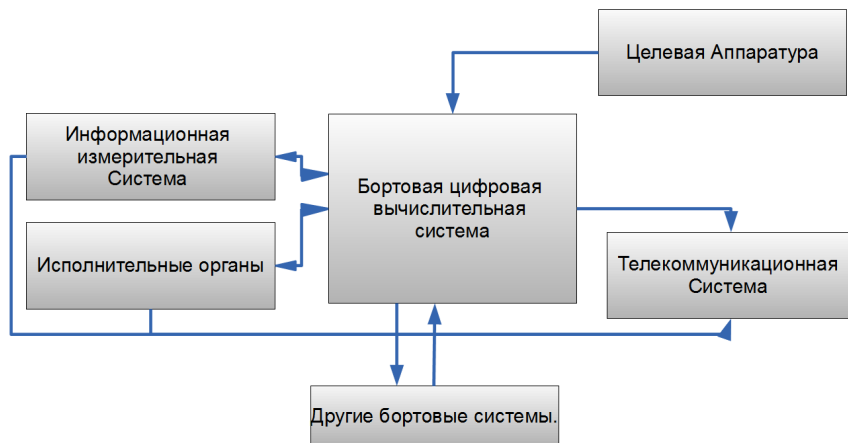 Целевая Аппаратура
Информационная
измерительная
Система
Бортовая цифровая
вычислительная
система
Исполнительные органы
Телекоммуникационная
Система
Другие бортовые системы.